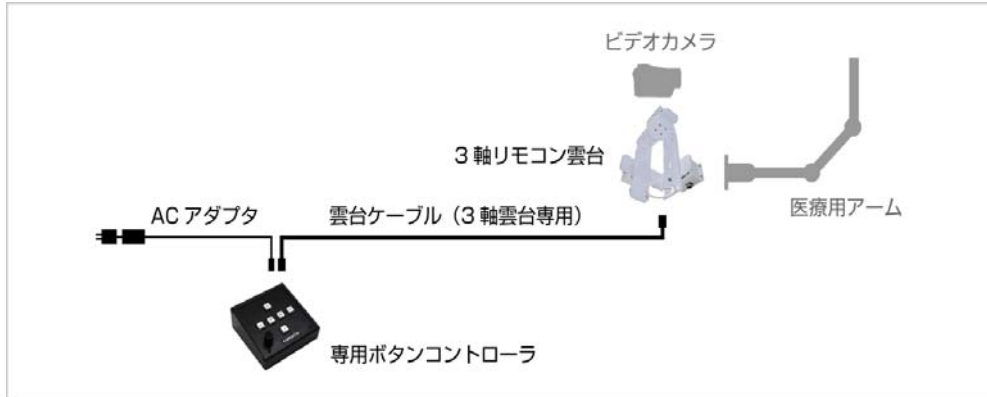 ビデオカメラ
3軸リモコン雲台
医療用アーム
ACアダプタ
雲台ケーブル（3軸雲台専用）
専用ボタンコントローラ